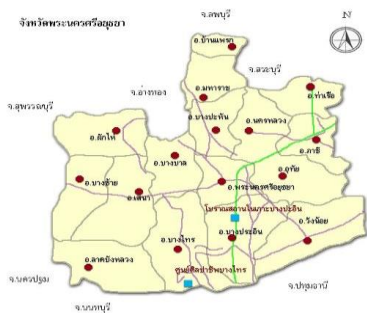 จ.ลพบุรี
N
จังหวัดพระนครศรีอยุธยา
อ.บ้านแพรก
จ.สระบุรี
จ.อ่างทอง
อ.มหาราช
อ.ท่าเรือ
จ.สุพรรณบุรี
อ.บางปะหัน
อ.นครหลวง
อ.ผักไห่
อ.ภาชี
อ.บางบาล
อ.อุทัย
อ.บางซ้าย
อ.เสนา
อ.พระนครศรีอยุธยา
โบราณสถานในเกาะบางปะอิน
อ.วังน้อย
อ.บางไทร
อ.บางปะอิน
อ.ลาดบัวหลวง
ศูนย์ศิลปาชีพบางไทร
จ.นครปฐม
จ.ปทุมธานี
จ.นนทบุรี